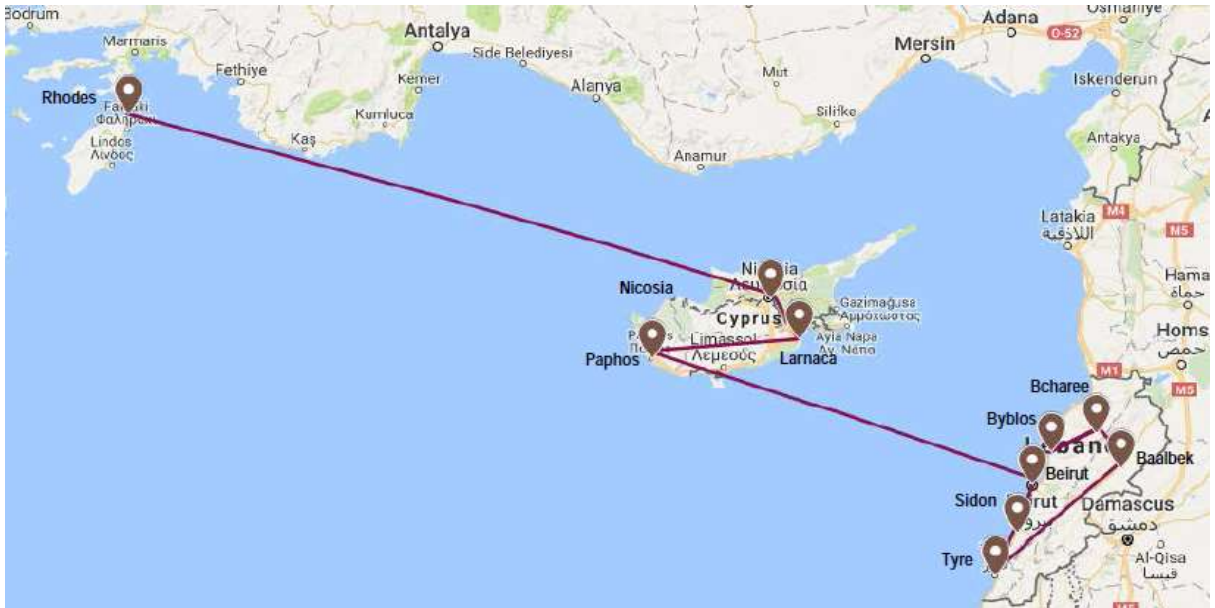 Bodrum
Marmaris
Rhodes
Φαληράκι
Lindos
Λίνδος
Fethiye
Kaş
Antalya
Kemer
Kumluca
Side Belediyesi
Alanya
Anamur
Mut
Silifke
Mersin
Adana
O-52
Osmaniye
Iskenderun
Antakya
Latakia
اللاذقية
M4
M5
Hama
حماة
Homs
حمص
M1
M5
Nicosia
Cyprus
Gazimağusa
Αμμόχωστος
Ayia Napa
Αγ. Νάπα
Paphos
Limassol
Λεμεσός
Larnaca
Bcharee
Byblos
Baalbek
Beirut
Sidon
Tyre
Damascus
دمشق
Al-Qisa
قيسا